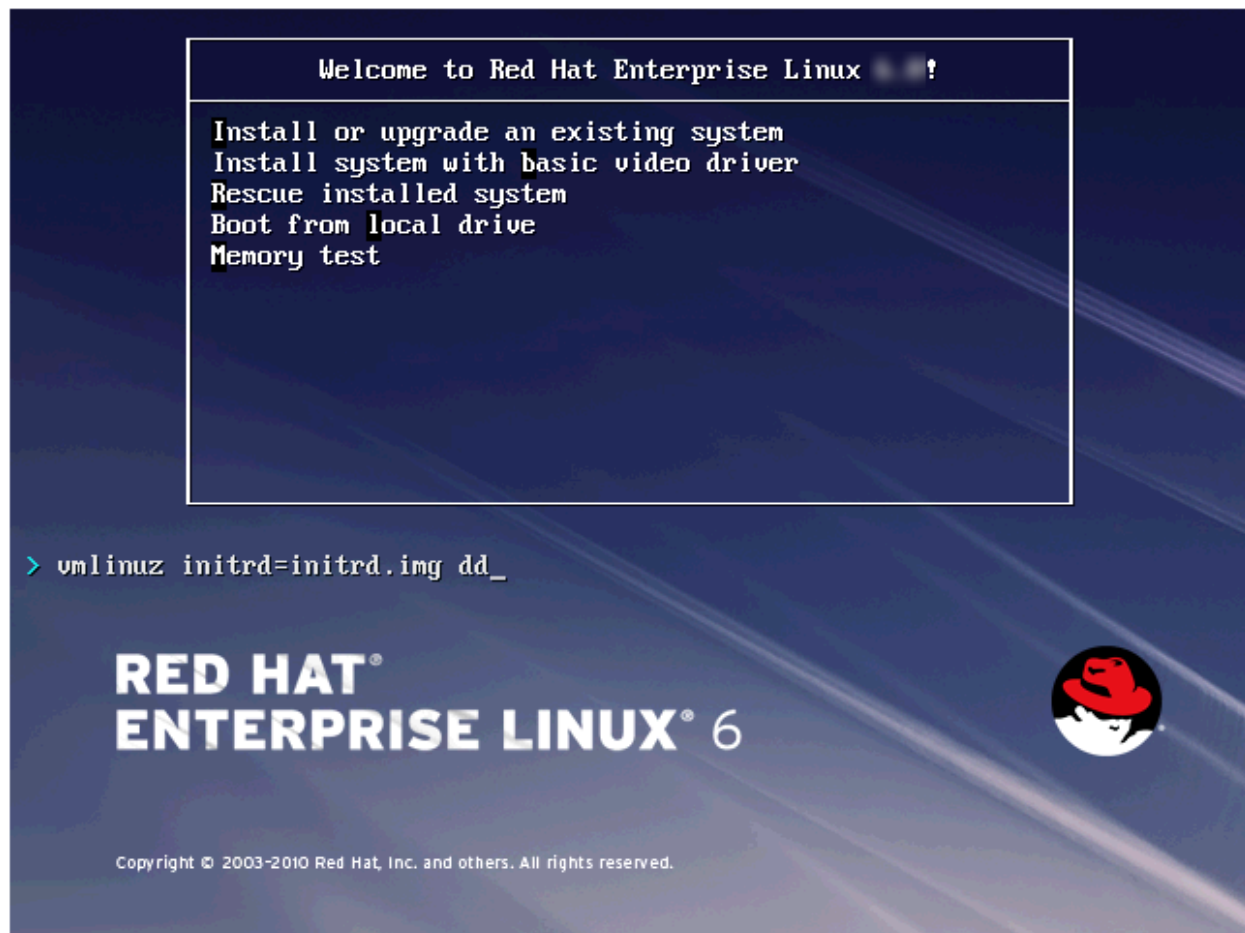 Welcome to Red Hat Enterprise Linux !
Install or upgrade an existing system
Install system with basic video driver
Rescue installed system
Boot from local drive
Memory test
> vmlinuz initrd=initrd.img dd_
RED HAT®
ENTERPRISE LINUX® 6
Copyright © 2003-2010 Red Hat, Inc. and others. All rights reserved.